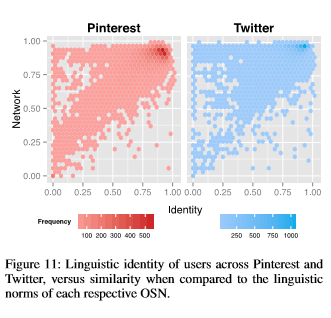 Pinterest Twitter
1.00
0.75
0.50
0.25
0.00
Network
0.00 0.25 0.50 0.75 1.00 0.00 0.25 0.50 0.75 1.00
Identity
Frequency
100 200 300 400 500 250 500 750 1000
Figure 11: Linguistic identity of users across Pinterest and
Twitter, versus similarity when compared to the linguistic
norms of each respective OSN.